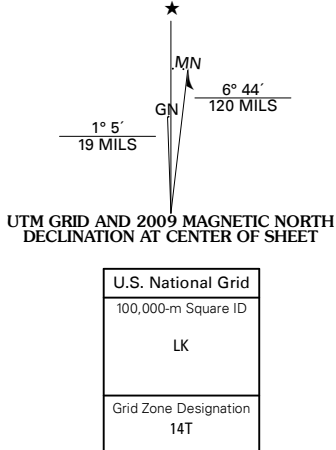 ★
MN
6° 44′
120 MILS
GN
1° 5′
19 MILS
UTM GRID AND 2009 MAGNETIC NORTH
DECLINATION AT CENTER OF SHEET
U.S. National Grid
100,000-m Square ID
LK
Grid Zone Designation
14T